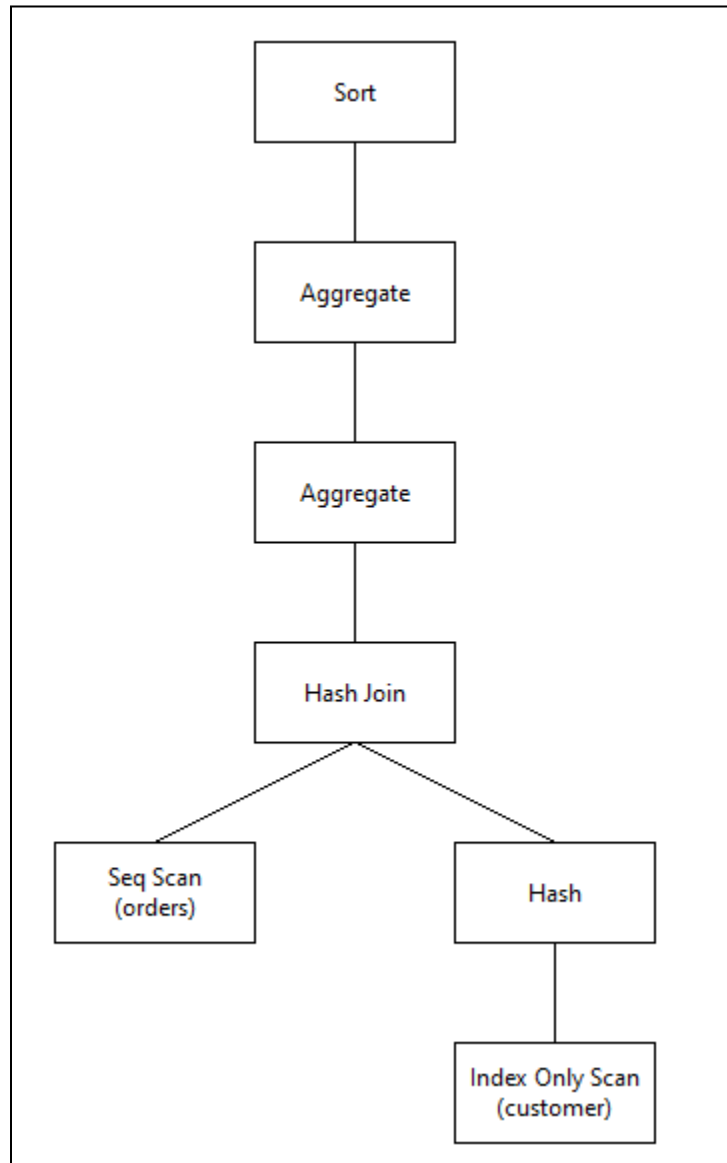 Sort
Aggregate
Aggregate
Hash Join
Seq Scan
(orders)
Hash
Index Only Scan
(customer)